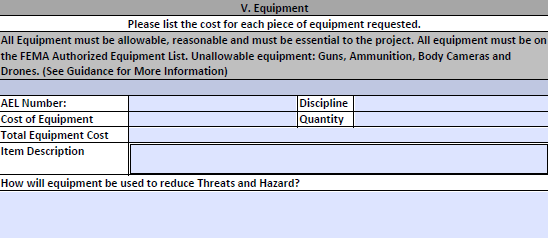 V. Equipment
Please list the cost for each piece of equipment requested.
All Equipment must be allowable, reasonable and must be essential to the project. All equipment must be on
the FEMA Authorized Equipment List. Unallowable equipment: Guns, Ammunition, Body Cameras and
Drones. (See Guidance for More Information)
AEL Number: Discipline
Cost of Equipment Quantity
Total Equipment Cost
Item Description
How will equipment be used to reduce Threats and Hazard?